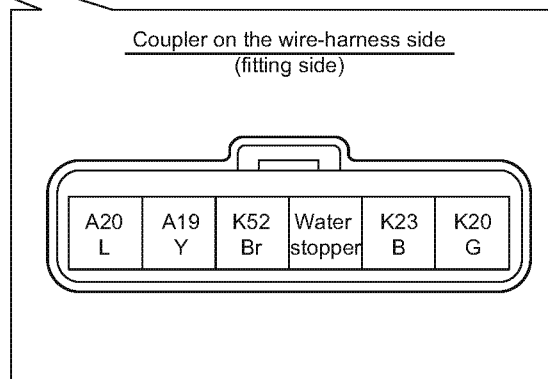 Coupler on the wire-harness side
(fitting side)
A20 A19 K52 Water K23 K20
L Y Br stopper B G